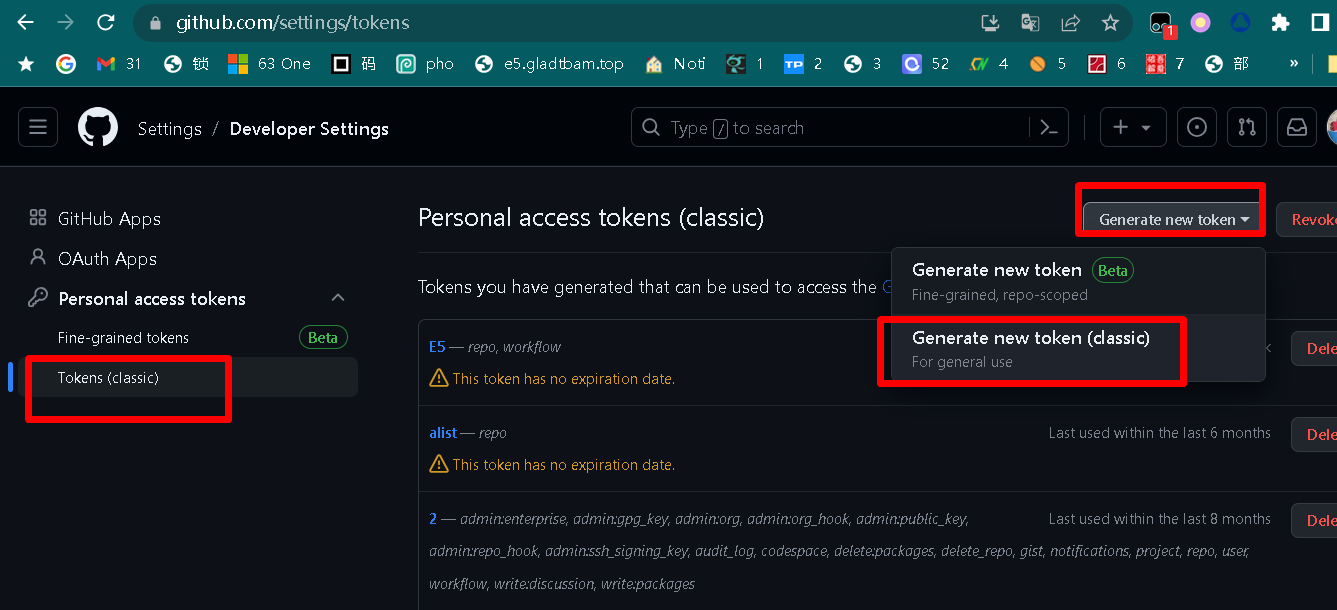 github.com/settings/tokens
1
31
锁
63 One
码
pho
e5.gladtbam.top
Noti
1
TP 2
3
52
4
5
6
7
部
»
Settings / Developer Settings
Type / to search
GitHub Apps
OAuth Apps
Personal access tokens
Fine-grained tokens Beta
Tokens (classic)
Personal access tokens (classic)
Generate new token
Revok
Generate new token Beta
Fine-grained, repo-scoped
Generate new token (classic)
For general use
Tokens you have generated that can be used to access the
E5 — repo, workflow
Dele
This token has no expiration date.
alist — repo
Last used within the last 6 months
Dele
This token has no expiration date.
2 — admin:enterprise, admin:gpg_key, admin:org, admin:org_hook, admin:public_key,
Last used within the last 8 months
Dele
admin:repo_hook, admin:ssh_signing_key, audit_log, codespace, delete:packages, delete_repo, gist, notifications, project, repo, user,
workflow, write:discussion, write:packages